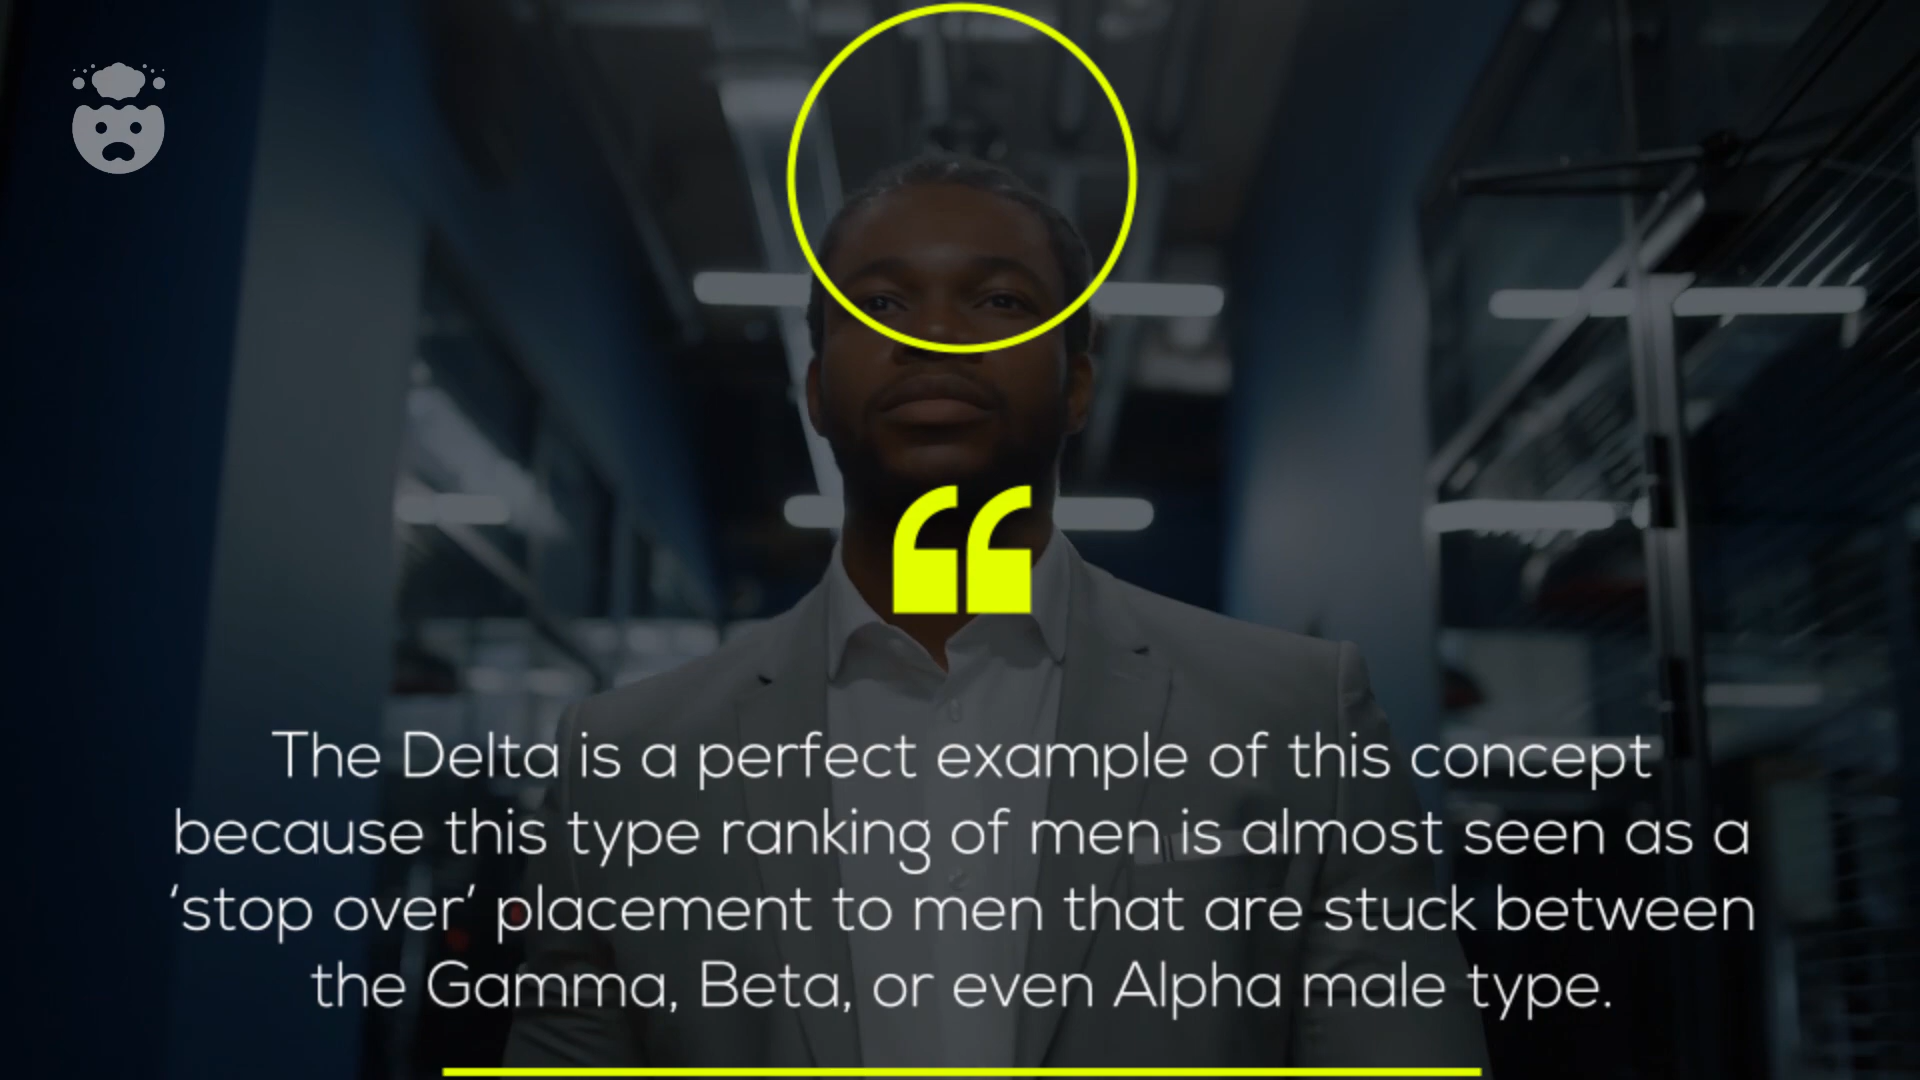 The Delta is a perfect example of this concept
because this type ranking of men is almost seen as a
‘stop over’ placement to men that are stuck between
the Gamma, Beta, or even Alpha male type.